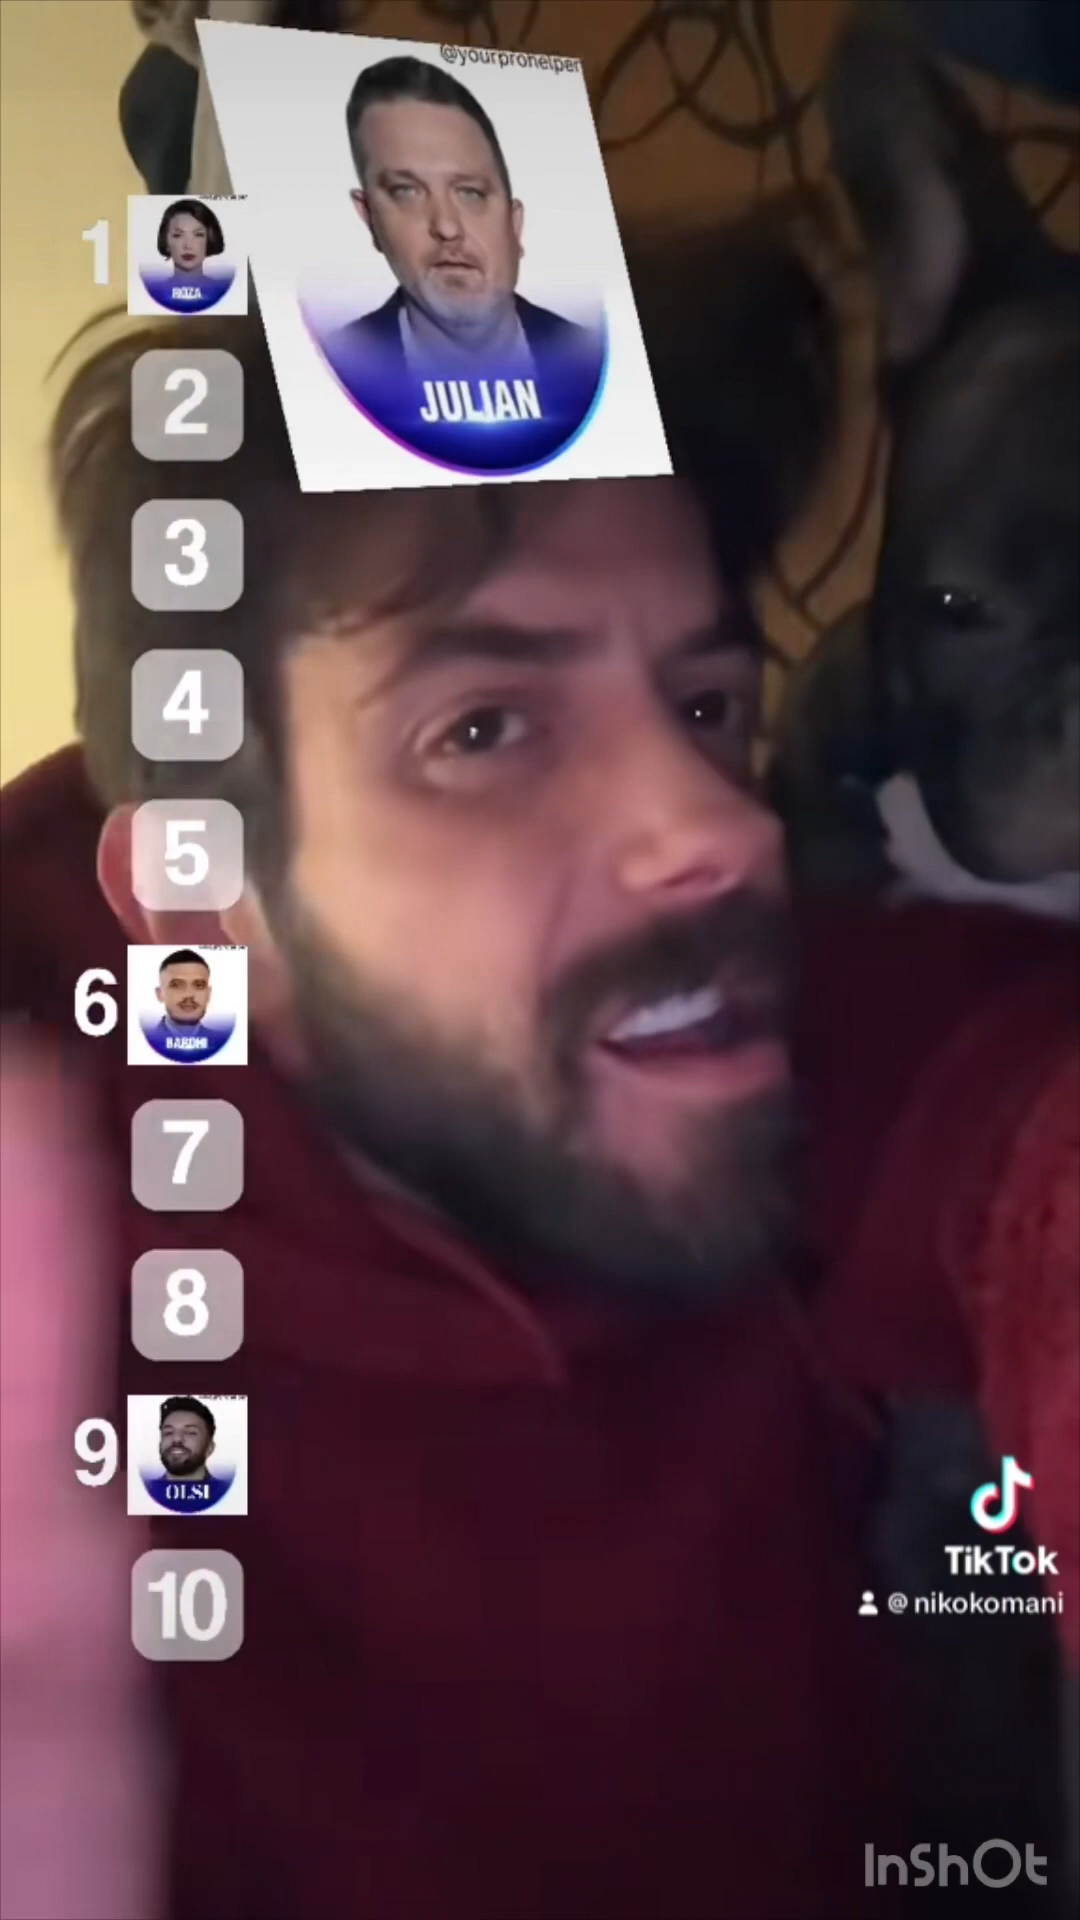 @yourprohelper
JULIAN
1
ROZA
2
3
4
5
6
BARDHI
7
8
9
OLSI
10
TikTok
@nikokomani
InShOt